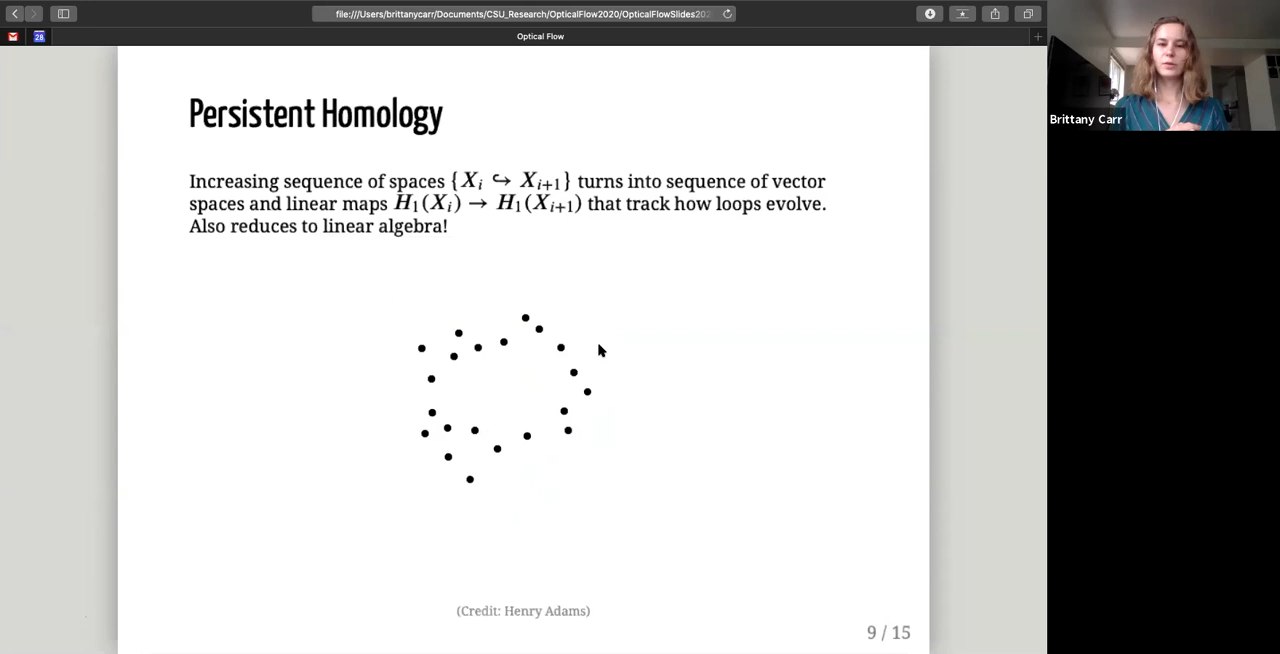 file:///Users/brittanycarr/Documents/CSU_Research/OpticalFlow2020/OpticalFlowSlides202
28
Optical Flow
Persistent Homology
Increasing sequence of spaces {Xᵢ ↪ Xᵢ₊₁} turns into sequence of vector
spaces and linear maps H₁(Xᵢ) → H₁(Xᵢ₊₁) that track how loops evolve.
Also reduces to linear algebra!
(Credit: Henry Adams)
9 / 15
Brittany Carr